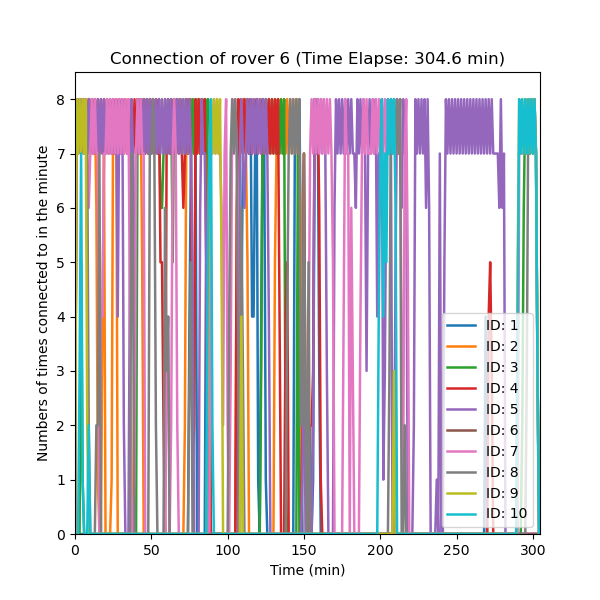 Connection of rover 6 (Time Elapse: 304.6 min)
Numbers of times connected to in the minute
8
7
6
5
4
3
2
1
0
0 50 100 150 200 250 300
Time (min)
ID: 1
ID: 2
ID: 3
ID: 4
ID: 5
ID: 6
ID: 7
ID: 8
ID: 9
ID: 10